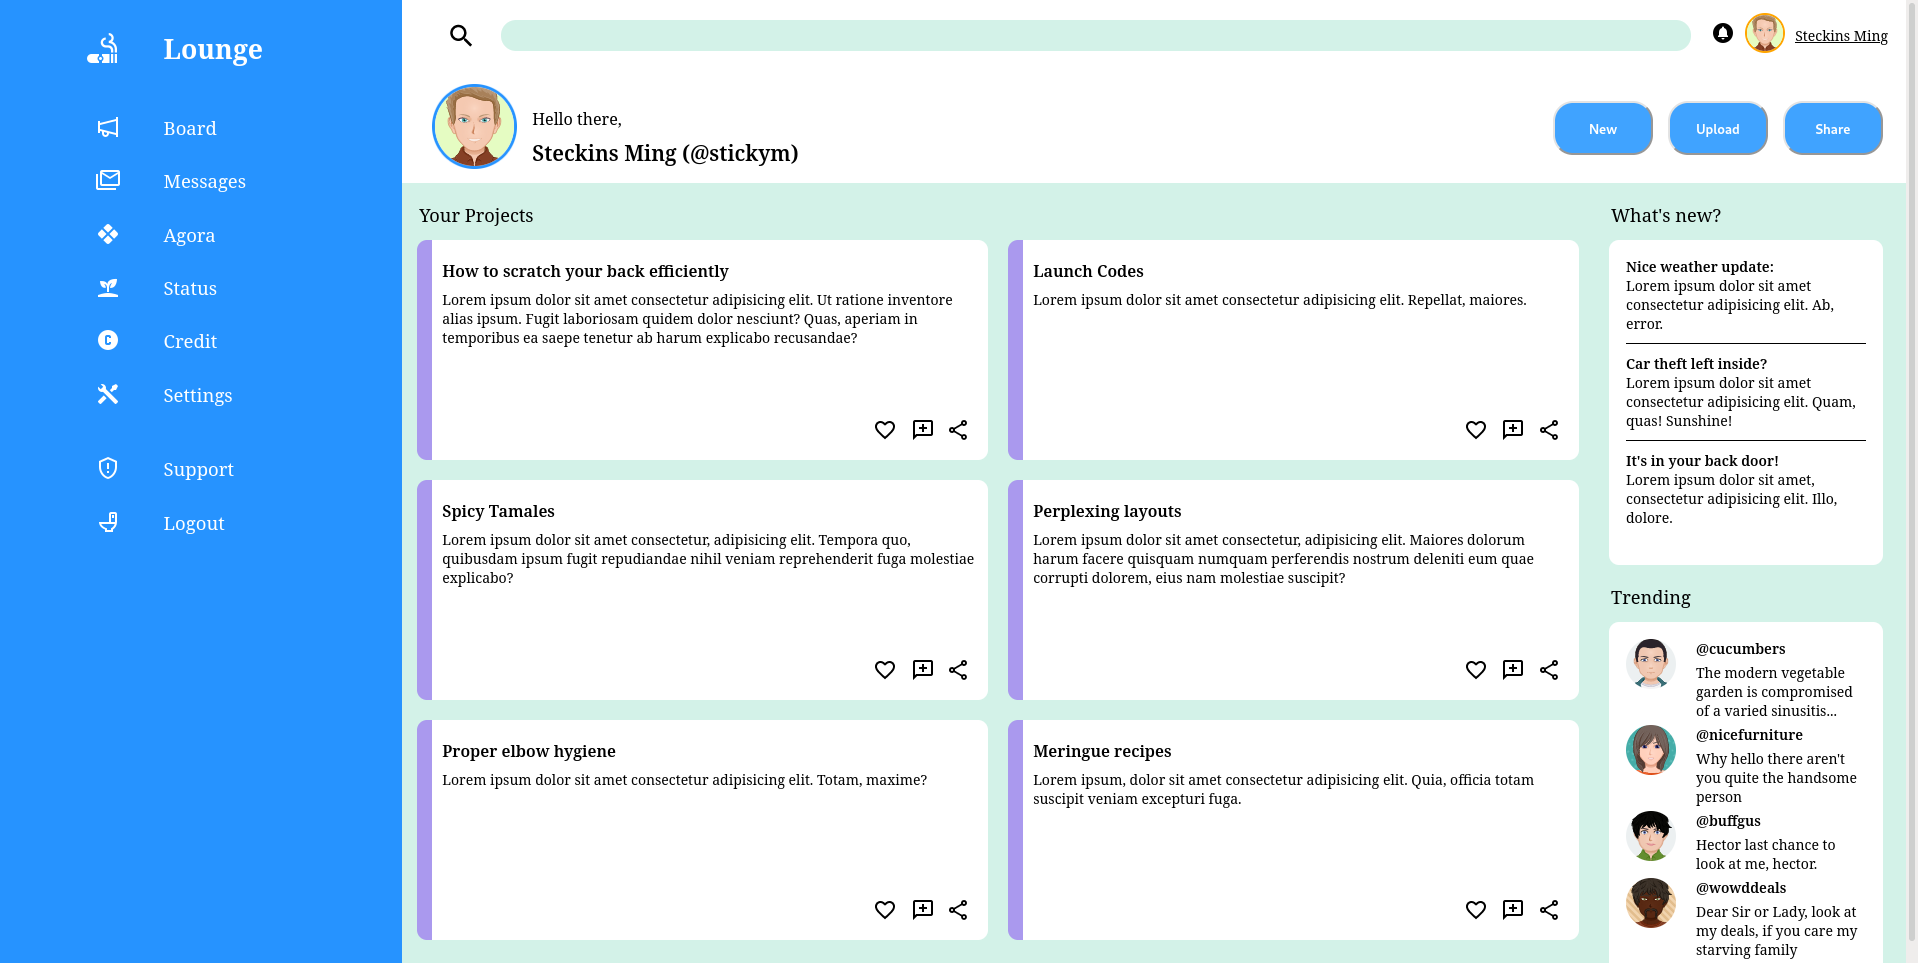 Lounge
Board
Messages
Agora
Status
Credit
Settings
Support
Logout
Steckins Ming
Hello there,
Steckins Ming (@stickym)
New
Upload
Share
Your Projects
How to scratch your back efficiently
Lorem ipsum dolor sit amet consectetur adipisicing elit. Ut ratione inventore
alias ipsum. Fugit laboriosam quidem dolor nesciunt? Quas, aperiam in
temporibus ea saepe tenetur ab harum explicabo recusandae?
Launch Codes
Lorem ipsum dolor sit amet consectetur adipisicing elit. Repellat, maiores.
Spicy Tamales
Lorem ipsum dolor sit amet consectetur, adipisicing elit. Tempora quo,
quibusdam ipsum fugit repudiandae nihil veniam reprehenderit fuga molestiae
explicabo?
Perplexing layouts
Lorem ipsum dolor sit amet consectetur, adipisicing elit. Maiores dolorum
harum facere quisquam numquam perferendis nostrum deleniti eum quae
corrupti dolorem, eius nam molestiae suscipit?
Proper elbow hygiene
Lorem ipsum dolor sit amet consectetur adipisicing elit. Totam, maxime?
Meringue recipes
Lorem ipsum, dolor sit amet consectetur adipisicing elit. Quia, officia totam
suscipit veniam excepturi fuga.
What's new?
Nice weather update:
Lorem ipsum dolor sit amet
consectetur adipisicing elit. Ab,
error.
Car theft left inside?
Lorem ipsum dolor sit amet
consectetur adipisicing elit. Quam,
quas! Sunshine!
It's in your back door!
Lorem ipsum dolor sit amet,
consectetur adipisicing elit. Illo,
dolore.
Trending
@cucumbers
The modern vegetable
garden is compromised
of a varied sinusitis...
@nicefurniture
Why hello there aren't
you quite the handsome
person
@buffgus
Hector last chance to
look at me, hector.
@wowddeals
Dear Sir or Lady, look at
my deals, if you care my
starving family